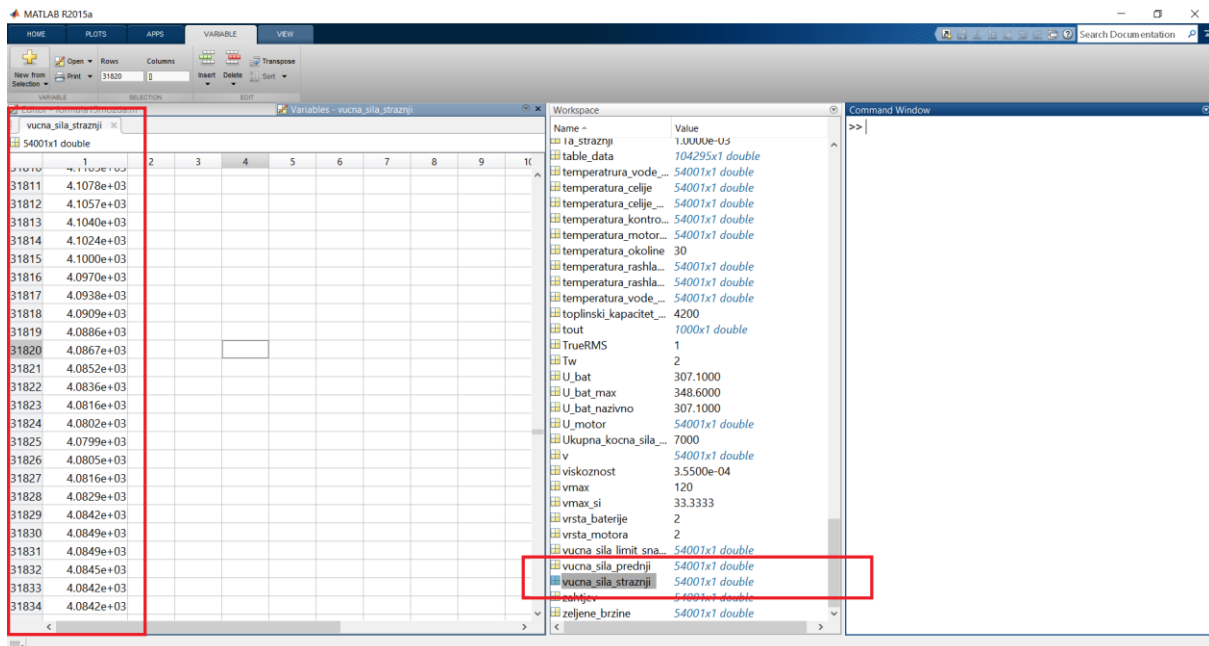 MATLAB R2015a
HOME PLOTS APPS VARIABLE VIEW
Search Documentation
New from Selection
Open
Print
Rows Columns
31820
Insert Delete
Transpose
Sort
VARIABLE SELECTION EDIT
Variables - vucna_sila_straznji
vucna_sila_straznji
54001x1 double
1 2 3 4 5 6 7 8 9
31811 4.1078e+03
31812 4.1057e+03
31813 4.1040e+03
31814 4.1024e+03
31815 4.1000e+03
31816 4.0970e+03
31817 4.0938e+03
31818 4.0909e+03
31819 4.0886e+03
31820 4.0867e+03
31821 4.0852e+03
31822 4.0836e+03
31823 4.0816e+03
31824 4.0802e+03
31825 4.0799e+03
31826 4.0805e+03
31827 4.0816e+03
31828 4.0829e+03
31829 4.0842e+03
31830 4.0849e+03
31831 4.0849e+03
31832 4.0845e+03
31833 4.0842e+03
31834 4.0842e+03
Workspace
Name Value
Ta_straznji 1.0000e-03
table_data 104295x1 double
temperatrura_vode_... 54001x1 double
temperatura_celije 54001x1 double
temperatura_celije_... 54001x1 double
temperatura_kontro... 54001x1 double
temperatura_motor... 54001x1 double
temperatura_okoline 30
temperatura_rashla... 54001x1 double
temperatura_rashla... 54001x1 double
temperatura_vode_... 54001x1 double
toplinski_kapacitet_... 4200
tout 1000x1 double
TrueRMS 1
Tw 2
U_bat 307.1000
U_bat_max 348.6000
U_bat_nazivno 307.1000
U_motor 54001x1 double
Ukupna_kocna_sila_... 7000
v 54001x1 double
viskoznost 3.5500e-04
vmax 120
vmax_si 33.3333
vrsta_baterije 2
vrsta_motora 2
vucna_sila_limit_sna... 54001x1 double
vucna_sila_prednji 54001x1 double
vucna_sila_straznji 54001x1 double
zahtjev 54001x1 double
zeljene_brzine 54001x1 double
Command Window
>>